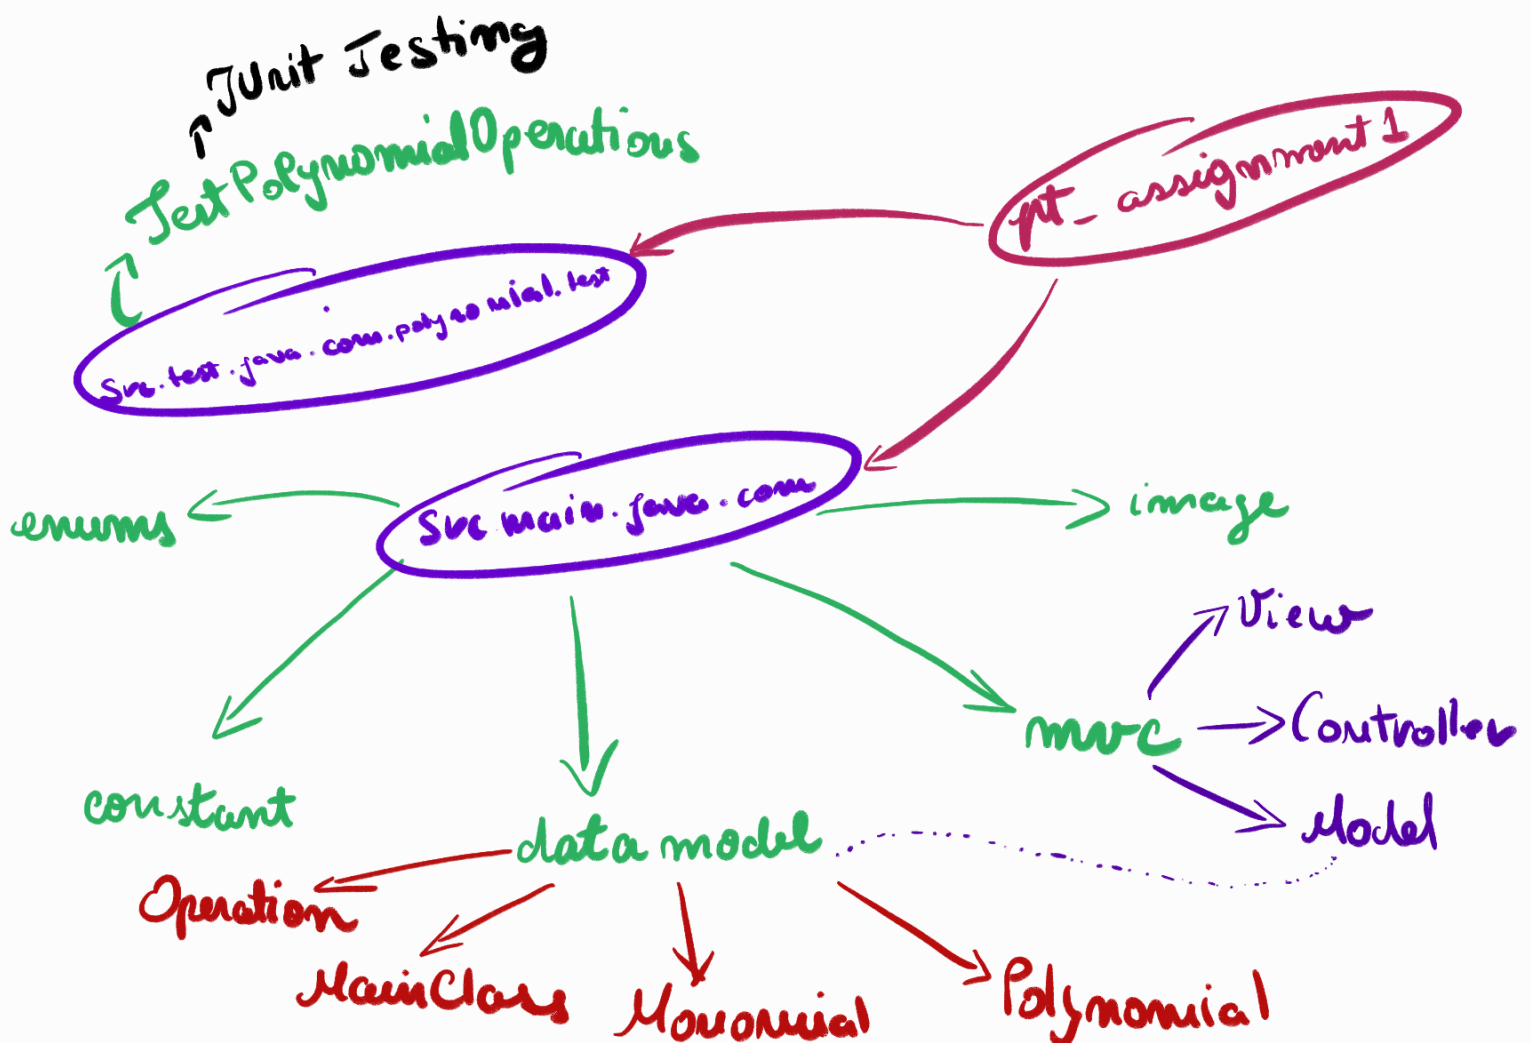 JUnit Testing
TestPolynomialOperations
pt_assignment1
src.test.java.com.polynomial.test
src.main.java.com
enums
image
View
mvc
Controller
constant
Model
data model
Operation
MainClass
Monomial
Polynomial